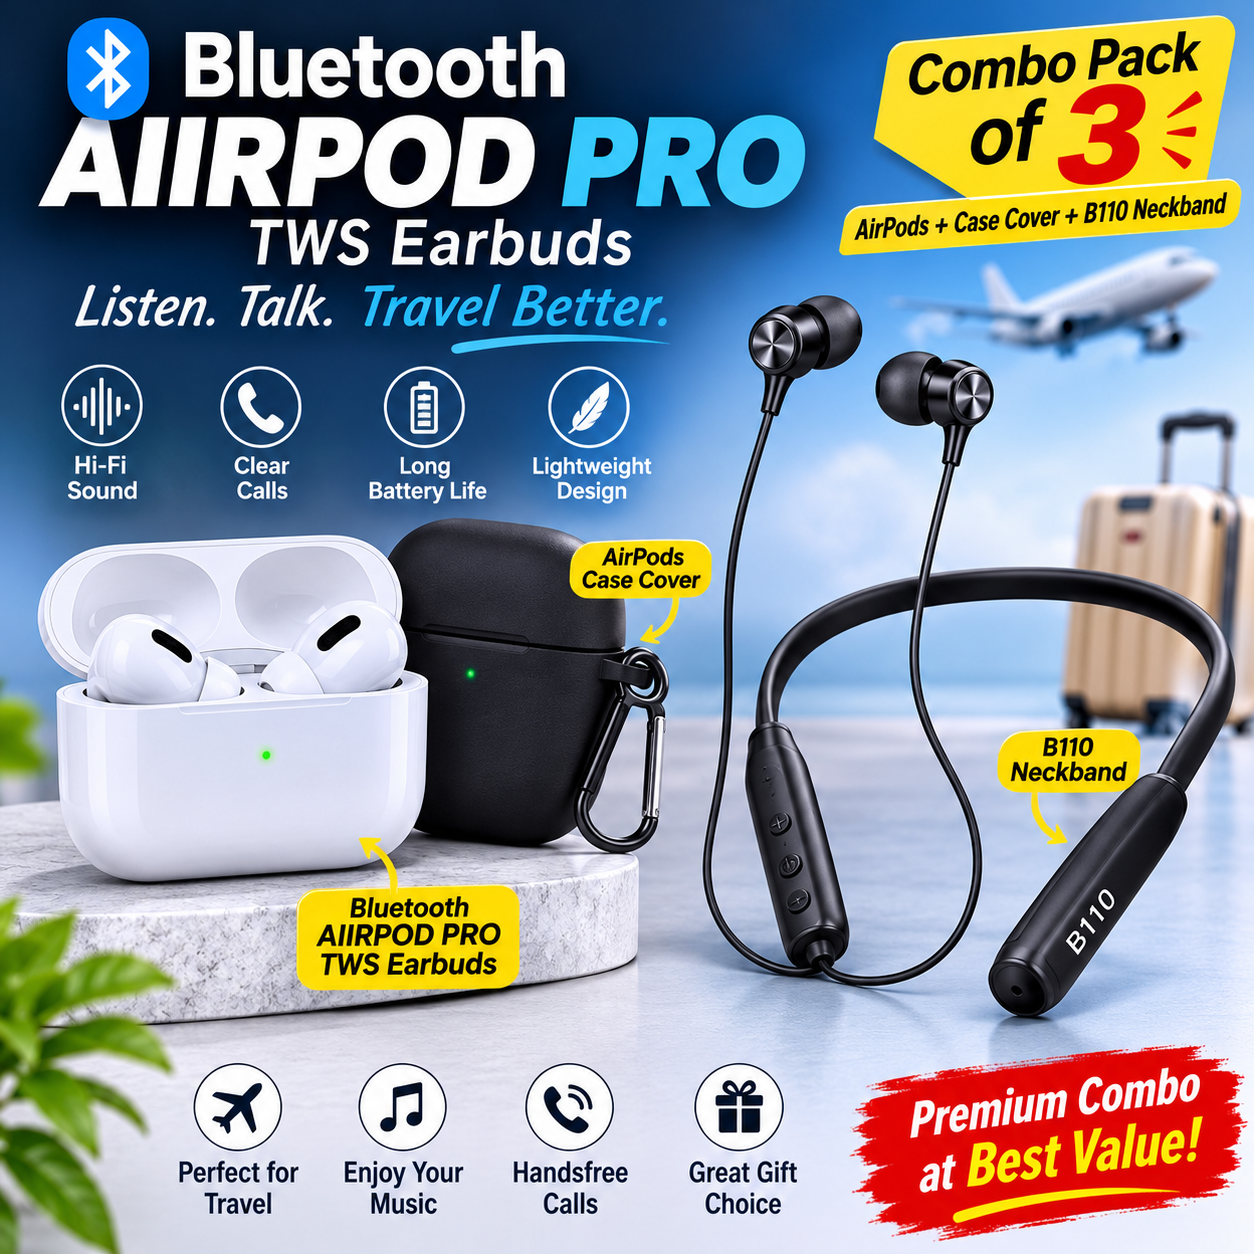 Bluetooth
AIIRPOD PRO
TWS Earbuds
Listen. Talk. Travel Better.
Combo Pack
of 3
AirPods + Case Cover + B110 Neckband
Hi-Fi
Sound
Clear
Calls
Long
Battery Life
Lightweight
Design
AirPods
Case Cover
B110
Neckband
Bluetooth
AIIRPOD PRO
TWS Earbuds
B110
Perfect for
Travel
Enjoy Your
Music
Handsfree
Calls
Great Gift
Choice
Premium Combo
at Best Value!